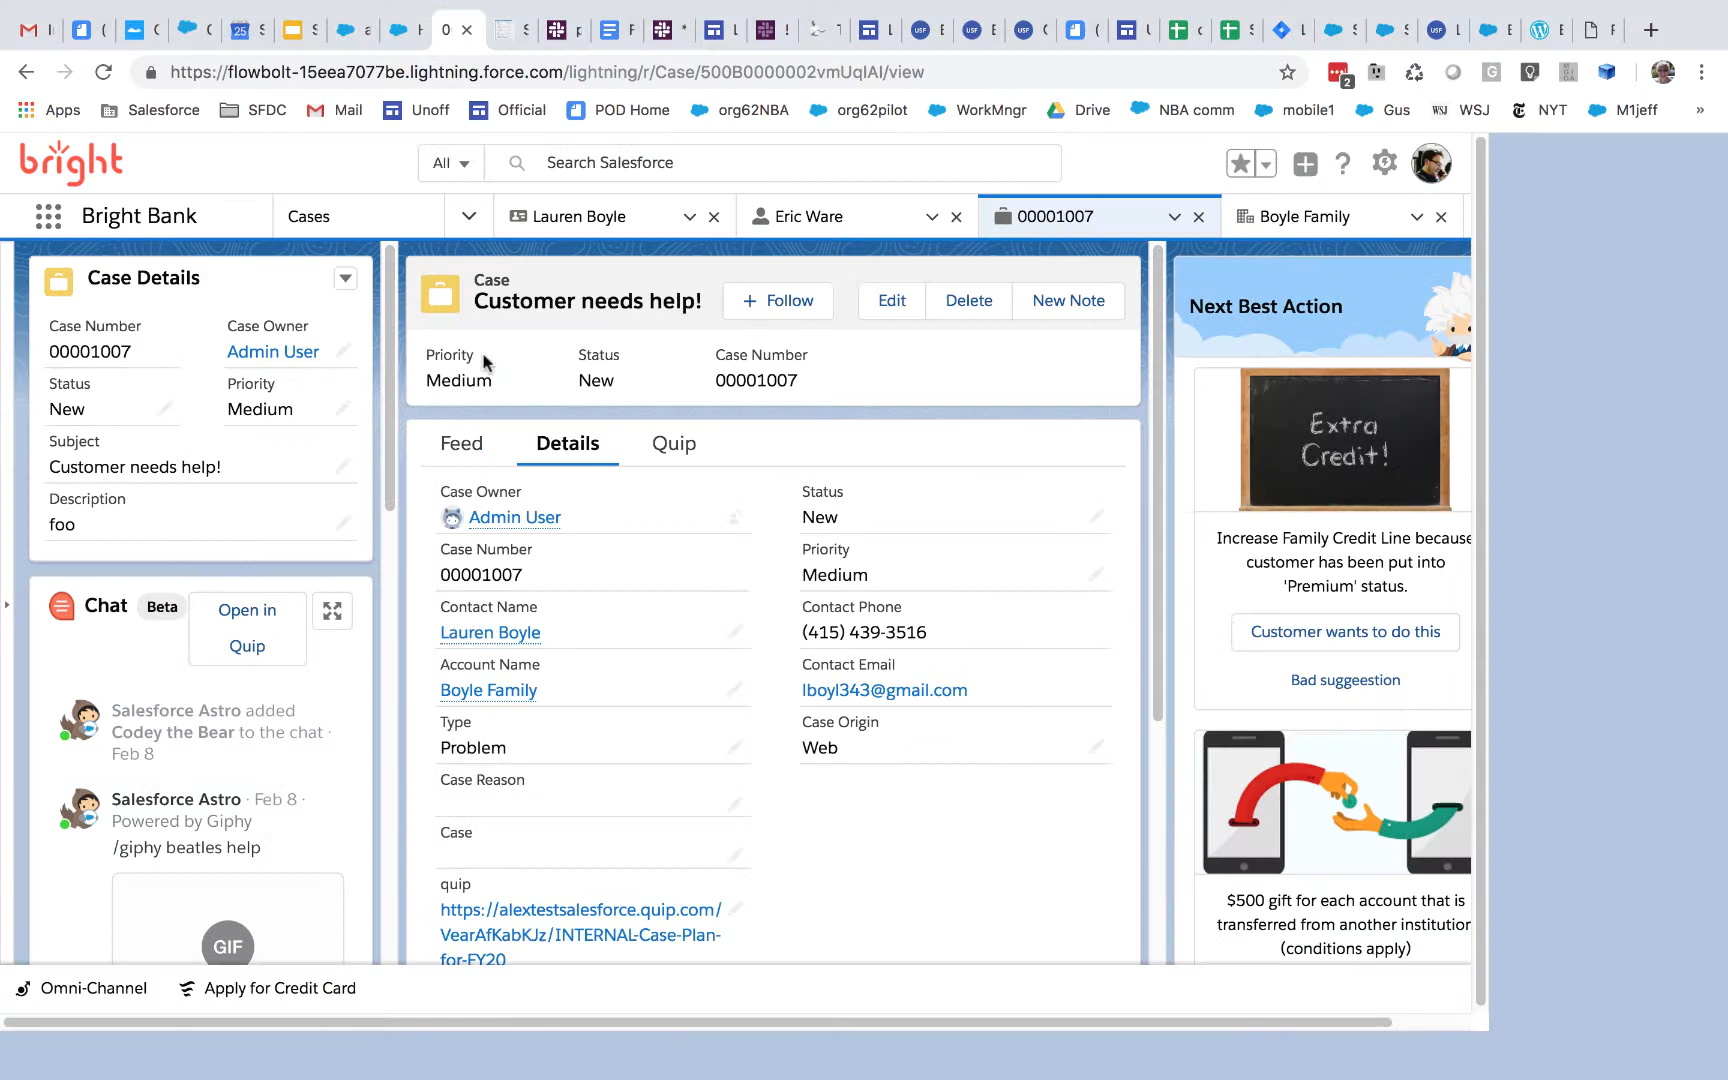 25
0
USF
USF
USF
USF
https://flowbolt-15eea7077be.lightning.force.com/lightning/r/Case/500B0000002vmUqIAI/view
2
G
Apps
Salesforce
SFDC
Mail
Unoff
Official
POD Home
org62NBA
org62pilot
WorkMngr
Drive
NBA comm
mobile1
Gus
WSJ WSJ
NYT
M1jeff
»
bright
All
Search Salesforce
Bright Bank
Cases
Lauren Boyle
Eric Ware
00001007
Boyle Family
Case Details
Case Number
00001007
Case Owner
Admin User
Status
New
Priority
Medium
Subject
Customer needs help!
Description
foo
Chat
Beta
Open in
Quip
Salesforce Astro added
Codey the Bear to the chat ·
Feb 8
Salesforce Astro · Feb 8 ·
Powered by Giphy
/giphy beatles help
GIF
Case
Customer needs help!
+ Follow
Edit
Delete
New Note
Priority
Medium
Status
New
Case Number
00001007
Feed
Details
Quip
Case Owner
Admin User
Status
New
Case Number
00001007
Priority
Medium
Contact Name
Lauren Boyle
Contact Phone
(415) 439-3516
Account Name
Boyle Family
Contact Email
lboyl343@gmail.com
Type
Problem
Case Origin
Web
Case Reason
Case
quip
https://alextestsalesforce.quip.com/
VearAfKabKJz/INTERNAL-Case-Plan-
for-FY20
Next Best Action
Extra
Credit!
Increase Family Credit Line because
customer has been put into
'Premium' status.
Customer wants to do this
Bad suggeestion
$500 gift for each account that is
transferred from another institution
(conditions apply)
Omni-Channel
Apply for Credit Card